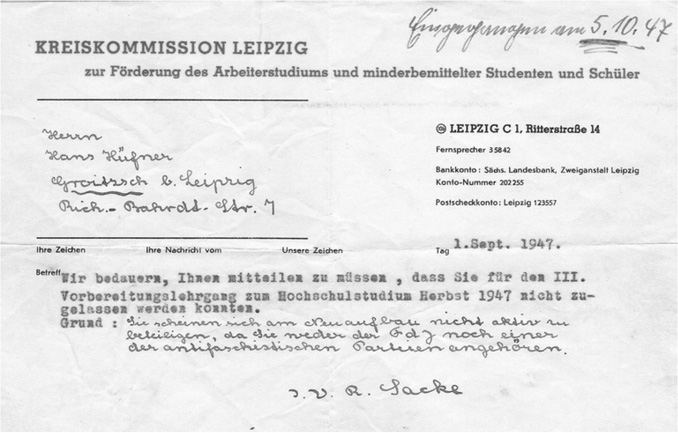 Eingegangen am 5.10.47
KREISKOMMISSION LEIPZIG
zur Förderung des Arbeiterstudiums und minderbemittelter Studenten und Schüler
Herrn
Hans Hüfner
Groitzsch b. Leipzig
Rich.-Bahrdt-Str. 7
LEIPZIG C 1, Ritterstraße 14
Fernsprecher 35842
Bankkonto: Sächs. Landesbank, Zweiganstalt Leipzig
Konto-Nummer 202255
Postscheckkonto: Leipzig 123557
Ihre Zeichen Ihre Nachricht vom Unsere Zeichen Tag 1.Sept. 1947.
Betreff Wir bedauern, Ihnen mitteilen zu müssen , dass Sie für den III.
Vorbereitungslehrgang zum Hochschulstudium Herbst 1947 nicht zu-
gelassen werden konnten.
Grund : Sie scheinen sich am Neuaufbau nicht aktiv zu
beteiligen, da Sie weder der FdJ noch einer
der antifaschistischen Parteien angehören.
I.V. R. Sacke